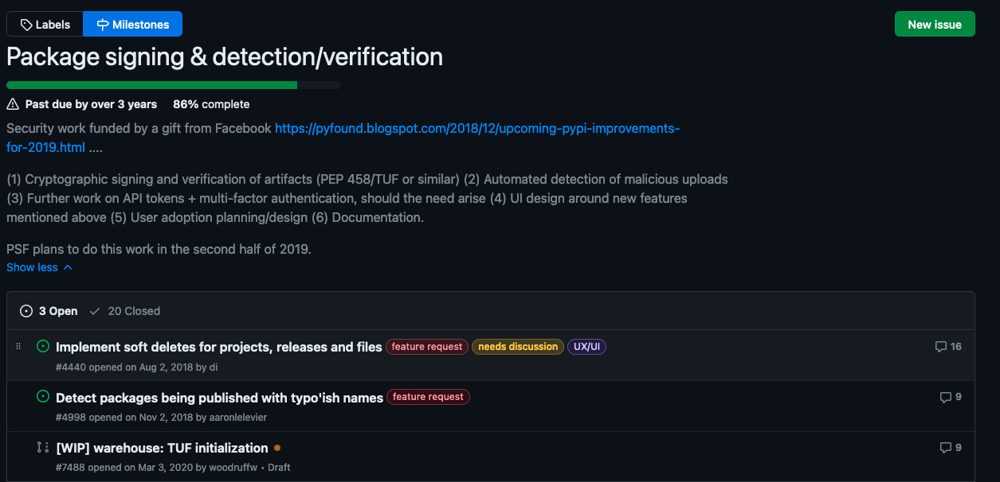 Labels Milestones New issue
Package signing & detection/verification
Past due by over 3 years 86% complete
Security work funded by a gift from Facebook https://pyfound.blogspot.com/2018/12/upcoming-pypi-improvements-
for-2019.html ....
(1) Cryptographic signing and verification of artifacts (PEP 458/TUF or similar) (2) Automated detection of malicious uploads
(3) Further work on API tokens + multi-factor authentication, should the need arise (4) UI design around new features
mentioned above (5) User adoption planning/design (6) Documentation.
PSF plans to do this work in the second half of 2019.
Show less
3 Open 20 Closed
Implement soft deletes for projects, releases and files feature request needs discussion UX/UI 16
#4440 opened on Aug 2, 2018 by di
Detect packages being published with typo'ish names feature request 9
#4998 opened on Nov 2, 2018 by aaronlelevier
[WIP] warehouse: TUF initialization 9
#7488 opened on Mar 3, 2020 by woodruffw • Draft